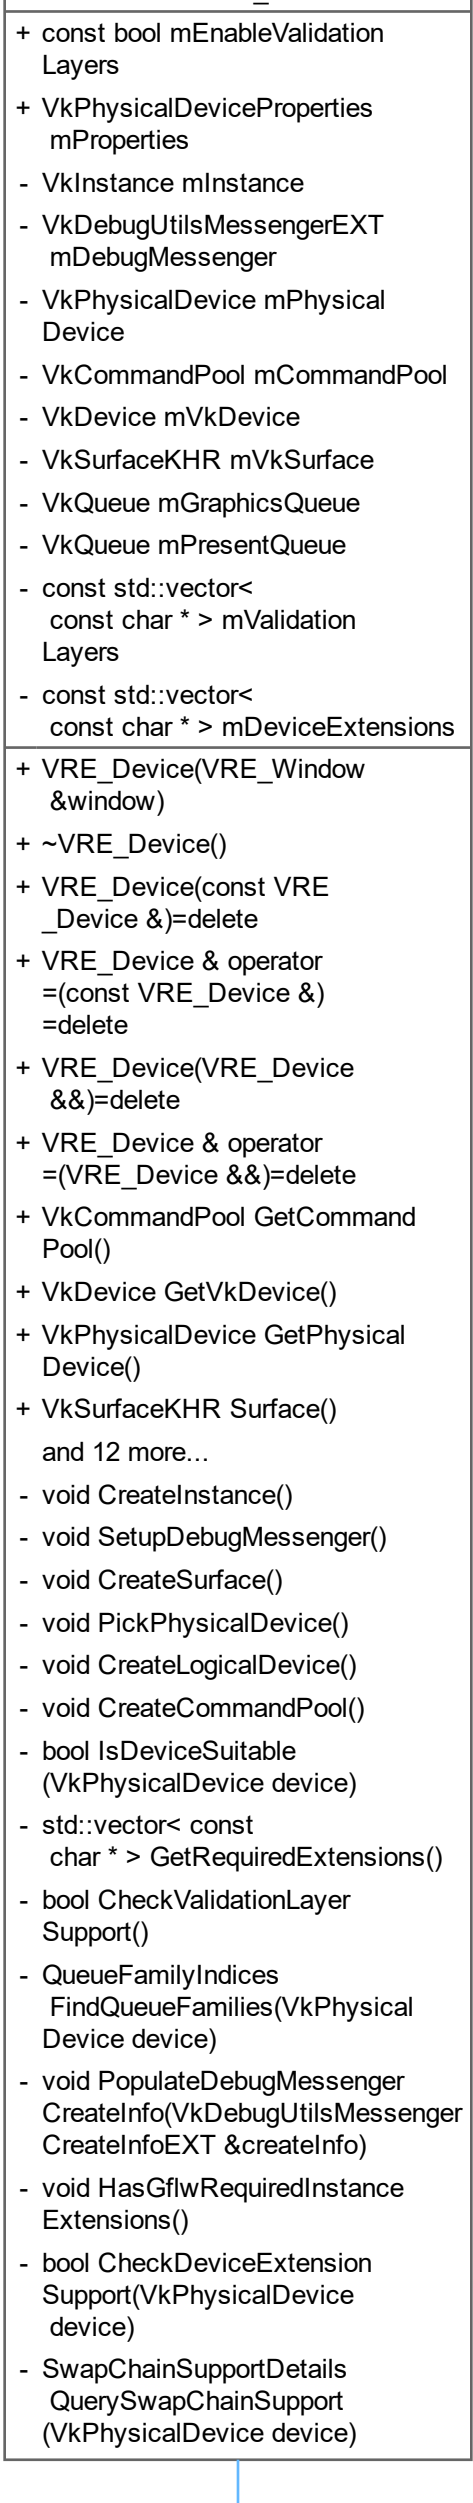 + const bool mEnableValidation
Layers
+ VkPhysicalDeviceProperties
mProperties
- VkInstance mInstance
- VkDebugUtilsMessengerEXT
mDebugMessenger
- VkPhysicalDevice mPhysical
Device
- VkCommandPool mCommandPool
- VkDevice mVkDevice
- VkSurfaceKHR mVkSurface
- VkQueue mGraphicsQueue
- VkQueue mPresentQueue
- const std::vector<
const char * > mValidation
Layers
- const std::vector<
const char * > mDeviceExtensions
+ VRE_Device(VRE_Window
&window)
+ ~VRE_Device()
+ VRE_Device(const VRE
_Device &)=delete
+ VRE_Device & operator
=(const VRE_Device &)
=delete
+ VRE_Device(VRE_Device
&&)=delete
+ VRE_Device & operator
=(VRE_Device &&)=delete
+ VkCommandPool GetCommand
Pool()
+ VkDevice GetVkDevice()
+ VkPhysicalDevice GetPhysical
Device()
+ VkSurfaceKHR Surface()
and 12 more...
- void CreateInstance()
- void SetupDebugMessenger()
- void CreateSurface()
- void PickPhysicalDevice()
- void CreateLogicalDevice()
- void CreateCommandPool()
- bool IsDeviceSuitable
(VkPhysicalDevice device)
- std::vector< const
char * > GetRequiredExtensions()
- bool CheckValidationLayer
Support()
- QueueFamilyIndices
FindQueueFamilies(VkPhysical
Device device)
- void PopulateDebugMessenger
CreateInfo(VkDebugUtilsMessenger
CreateInfoEXT &createInfo)
- void HasGflwRequiredInstance
Extensions()
- bool CheckDeviceExtension
Support(VkPhysicalDevice
device)
- SwapChainSupportDetails
QuerySwapChainSupport
(VkPhysicalDevice device)